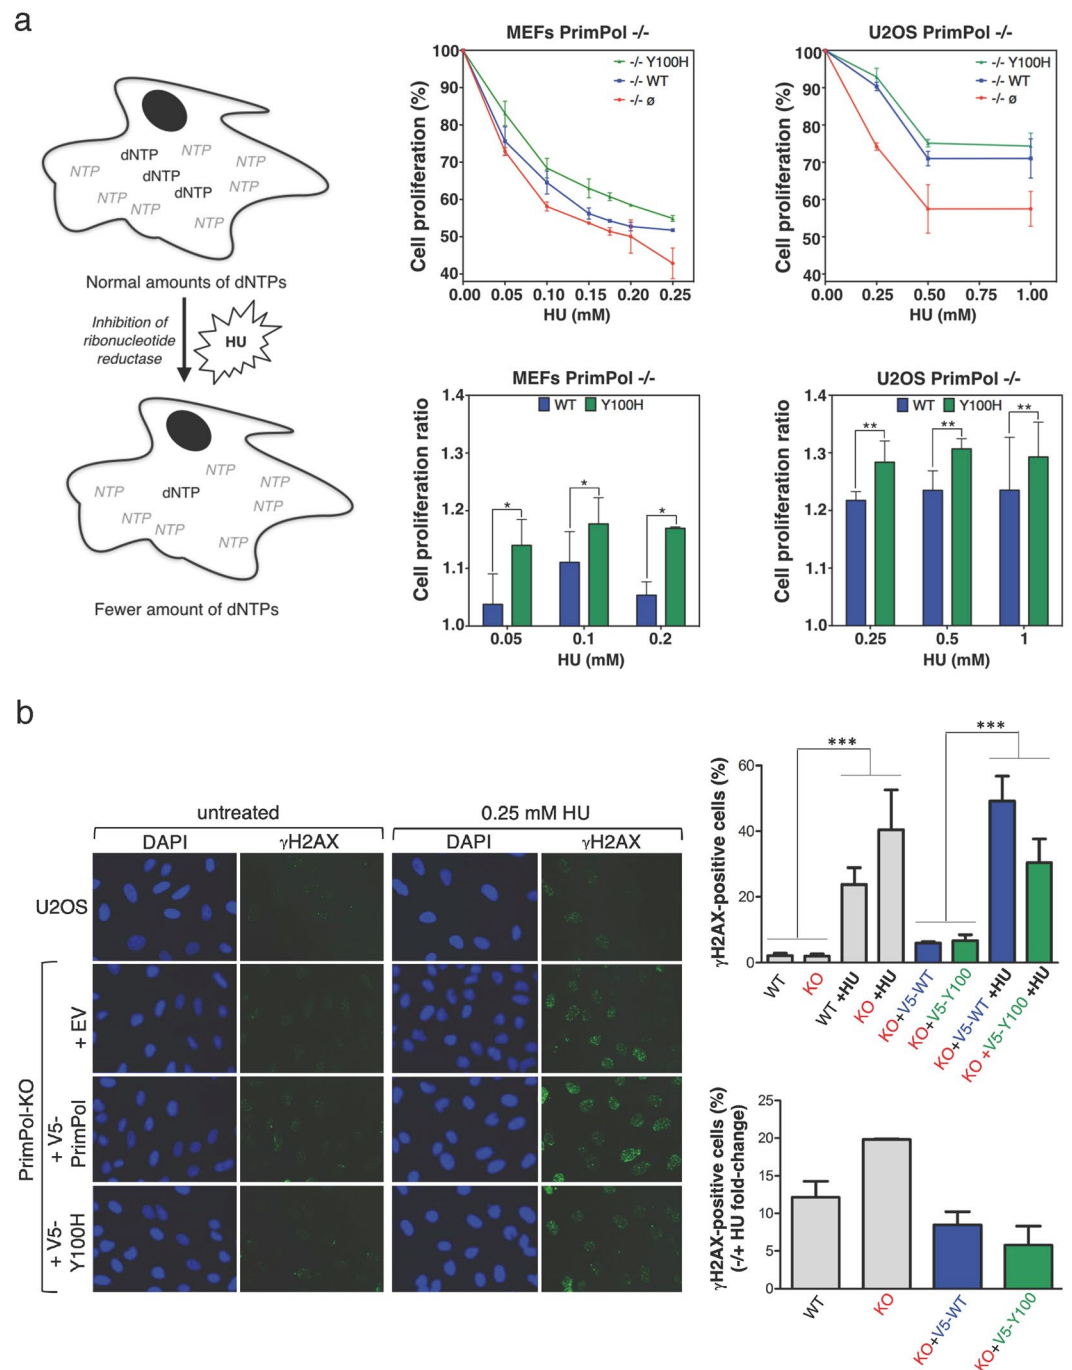 a
dNTP
NTP
NTP
NTP
dNTP
dNTP
NTP
NTP
NTP
NTP
Normal amounts of dNTPs
Inhibition of
ribonucleotide
reductase
HU
NTP
NTP
NTP
dNTP
NTP
NTP
NTP
NTP
Fewer amount of dNTPs
MEFs PrimPol -/-
Cell proliferation (%)
100
90
80
70
60
50
40
-/- Y100H
-/- WT
-/- ø
0.00 0.05 0.10 0.15 0.20 0.25
HU (mM)
U2OS PrimPol -/-
Cell proliferation (%)
100
90
80
70
60
50
40
-/- Y100H
-/- WT
-/- ø
0.00 0.25 0.50 0.75 1.00
HU (mM)
MEFs PrimPol -/-
Cell proliferation ratio
1.4
1.3
1.2
1.1
1.0
WT Y100H
* * *
0.05 0.1 0.2
HU (mM)
U2OS PrimPol -/-
Cell proliferation ratio
1.4
1.3
1.2
1.1
1.0
WT Y100H
** ** **
0.25 0.5 1
HU (mM)
b
untreated
0.25 mM HU
DAPI
γH2AX
DAPI
γH2AX
U2OS
PrimPol-KO
+ EV
+ V5-
PrimPol
+ V5-
Y100H
γH2AX-positive cells (%)
60
40
20
0
***
***
WT
KO
WT +HU
KO +HU
KO+V5-WT
KO+V5-Y100
KO+V5-WT +HU
KO +V5-Y100 +HU
γH2AX-positive cells (%)
(-/+ HU fold-change)
25
20
15
10
5
0
WT
KO
KO+V5-WT
KO+V5-Y100